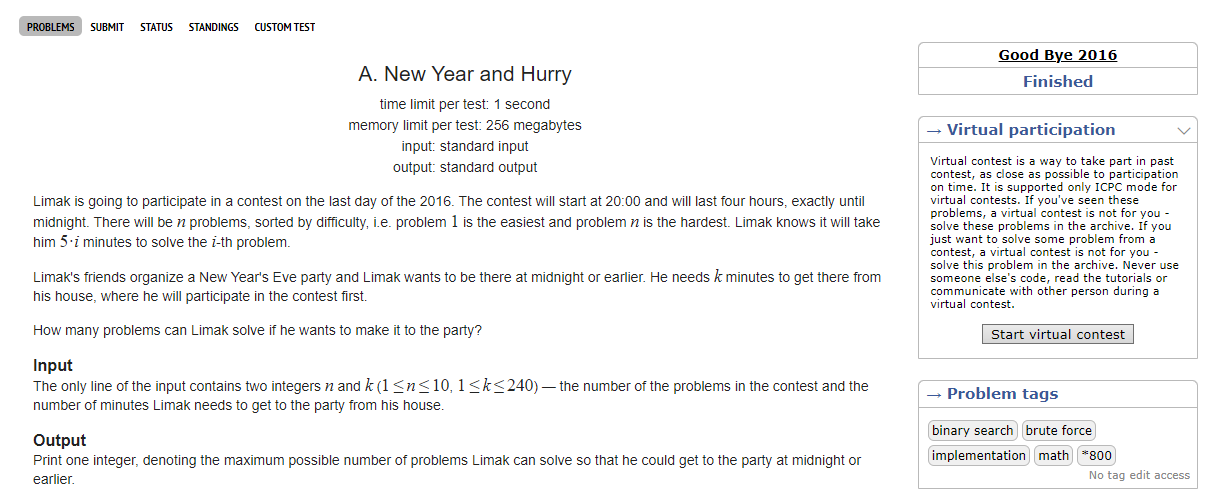 PROBLEMS SUBMIT STATUS STANDINGS CUSTOM TEST
A. New Year and Hurry
time limit per test: 1 second
memory limit per test: 256 megabytes
input: standard input
output: standard output
Limak is going to participate in a contest on the last day of the 2016. The contest will start at 20:00 and will last four hours, exactly until
midnight. There will be n problems, sorted by difficulty, i.e. problem 1 is the easiest and problem n is the hardest. Limak knows it will take
him 5·i minutes to solve the i-th problem.
Limak's friends organize a New Year's Eve party and Limak wants to be there at midnight or earlier. He needs k minutes to get there from
his house, where he will participate in the contest first.
How many problems can Limak solve if he wants to make it to the party?
Input
The only line of the input contains two integers n and k (1 ≤ n ≤ 10, 1 ≤ k ≤ 240) — the number of the problems in the contest and the
number of minutes Limak needs to get to the party from his house.
Output
Print one integer, denoting the maximum possible number of problems Limak can solve so that he could get to the party at midnight or
earlier.
Good Bye 2016
Finished
→ Virtual participation
Virtual contest is a way to take part in past
contest, as close as possible to participation
on time. It is supported only ICPC mode for
virtual contests. If you've seen these
problems, a virtual contest is not for you -
solve these problems in the archive. If you
just want to solve some problem from a
contest, a virtual contest is not for you -
solve this problem in the archive. Never use
someone else's code, read the tutorials or
communicate with other person during a
virtual contest.
Start virtual contest
→ Problem tags
binary search brute force
implementation math *800
No tag edit access